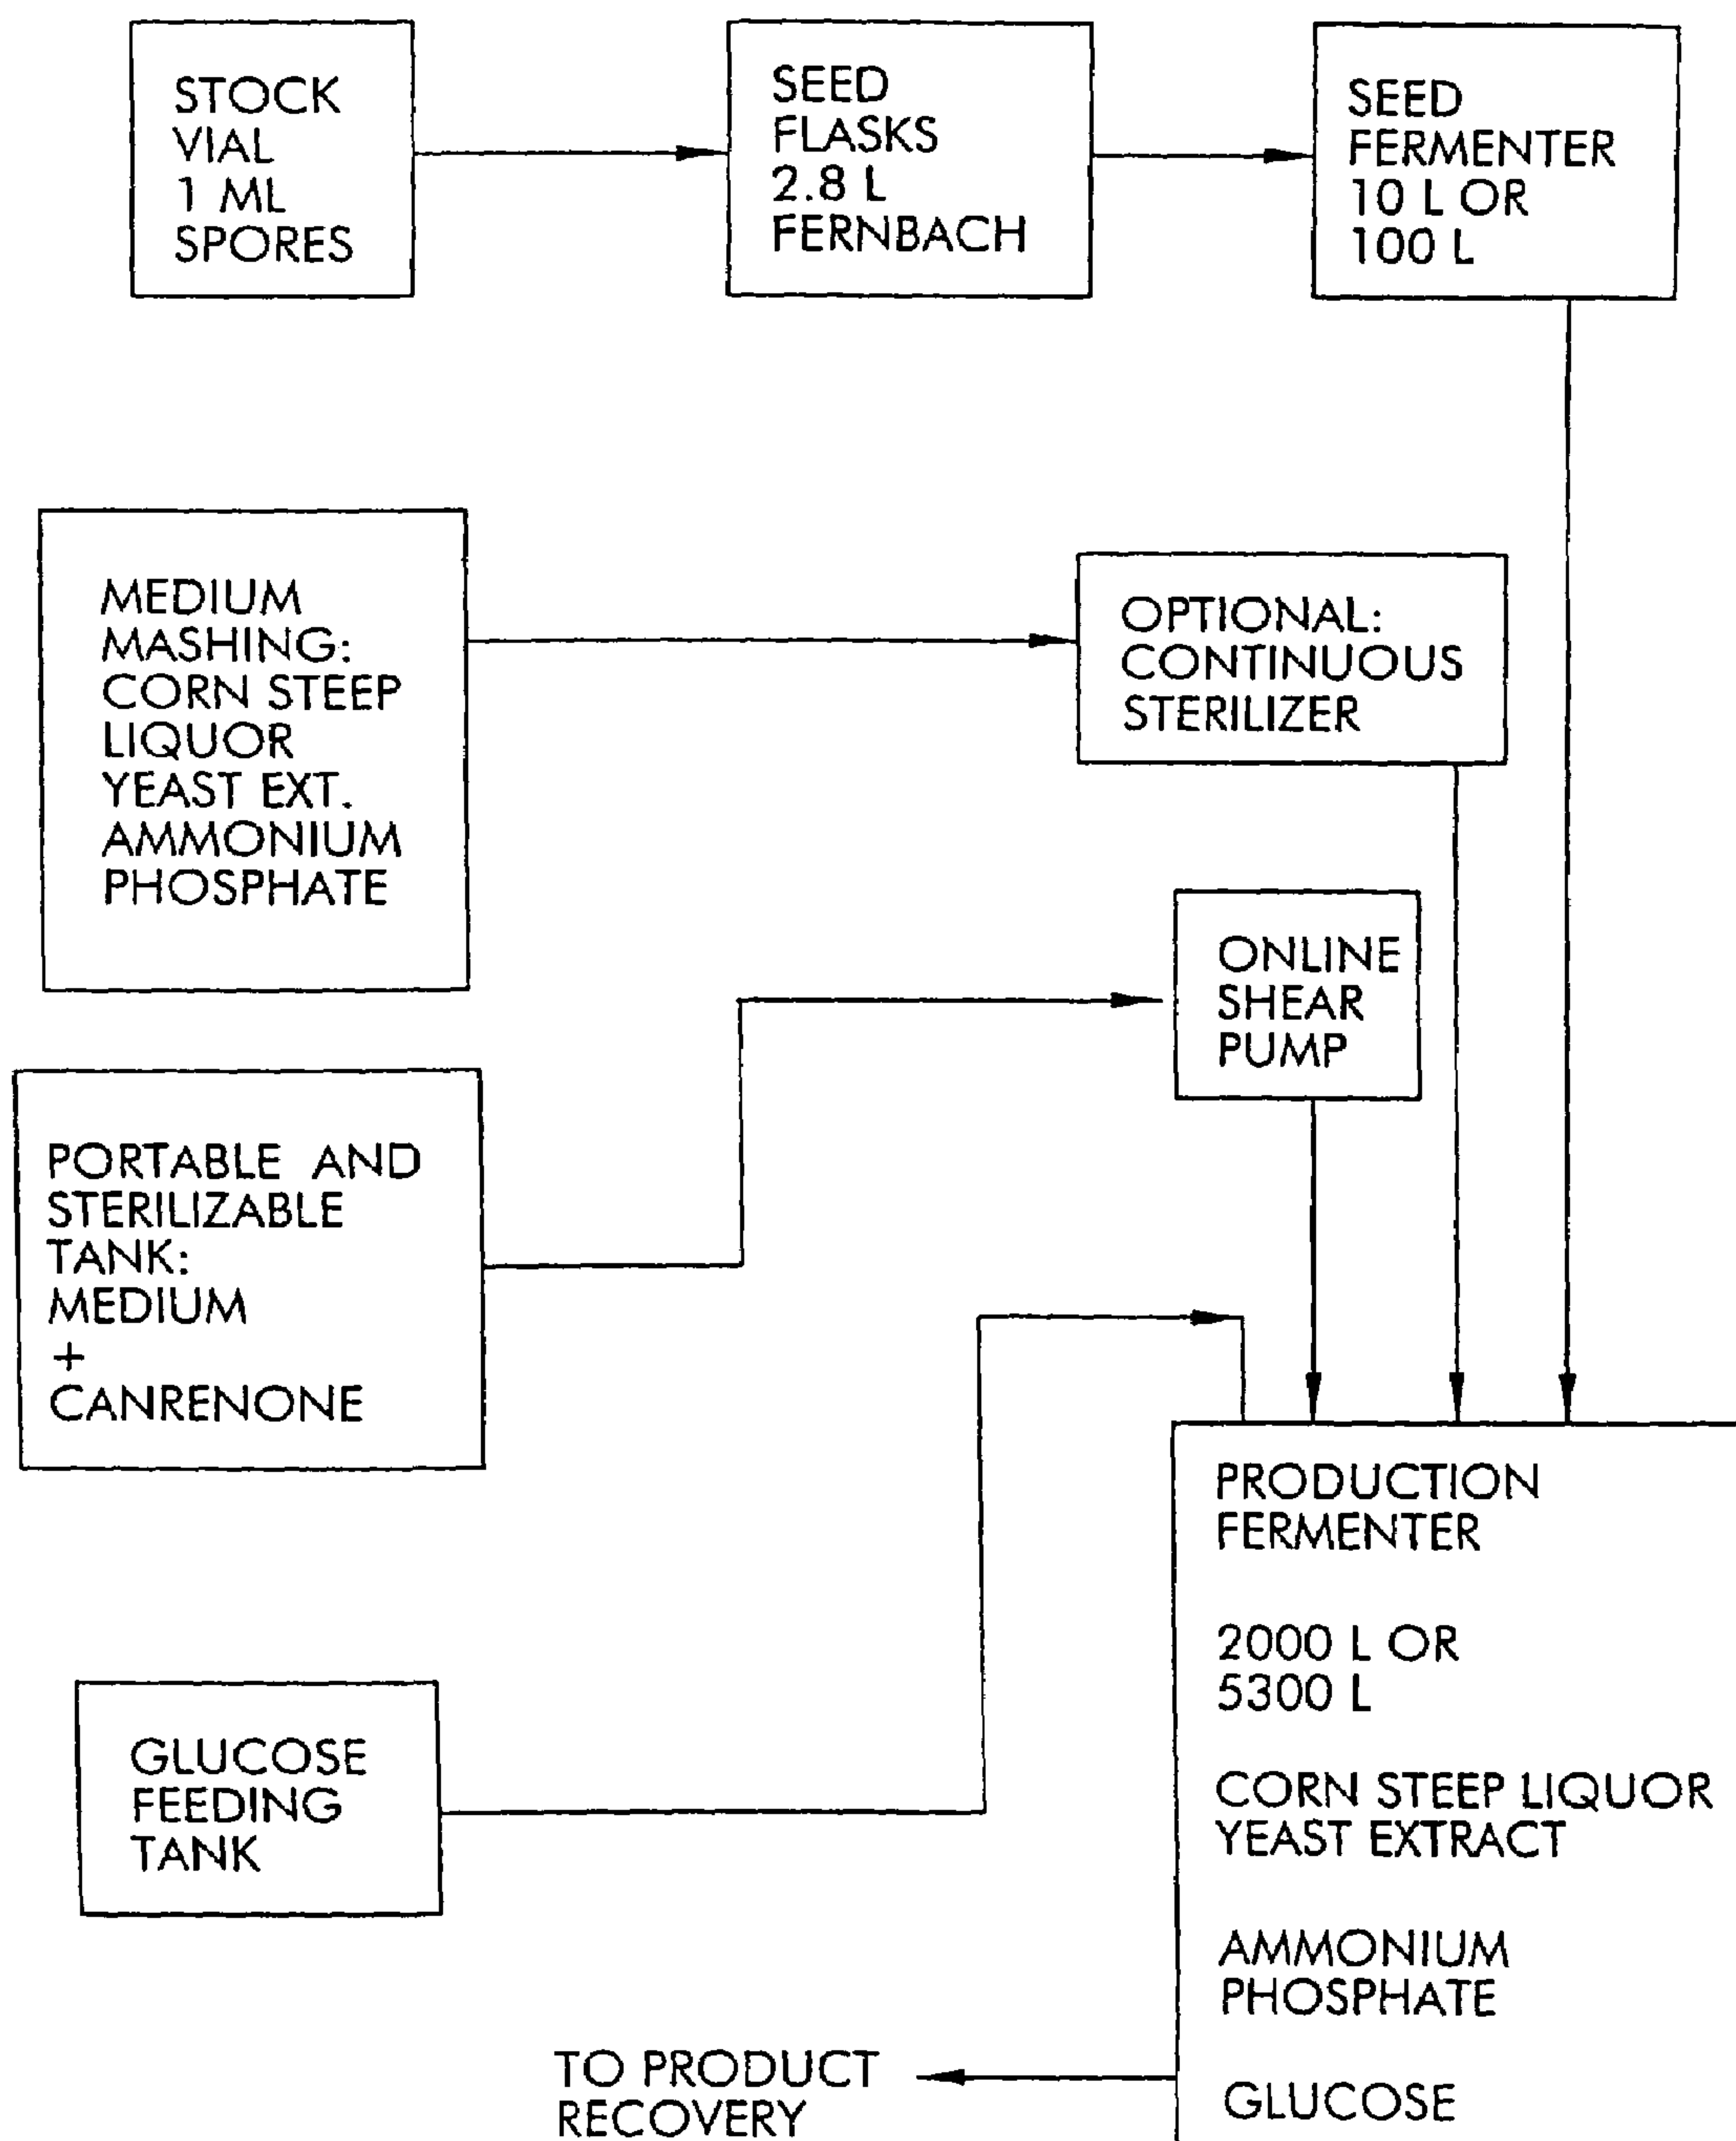 STOCK
VIAL
1 ML
SPORES
SEED
FLASKS
2.8 L
FERNBACH
SEED
FERMENTER
10 L OR
100 L
MEDIUM
MASHING:
CORN STEEP
LIQUOR
YEAST EXT.
AMMONIUM
PHOSPHATE
OPTIONAL:
CONTINUOUS
STERILIZER
ONLINE
SHEAR
PUMP
PORTABLE AND
STERILIZABLE
TANK:
MEDIUM
+
CANRENONE
GLUCOSE
FEEDING
TANK
PRODUCTION
FERMENTER
2000 L OR
5300 L
CORN STEEP LIQUOR
YEAST EXTRACT
AMMONIUM
PHOSPHATE
GLUCOSE
TO PRODUCT
RECOVERY